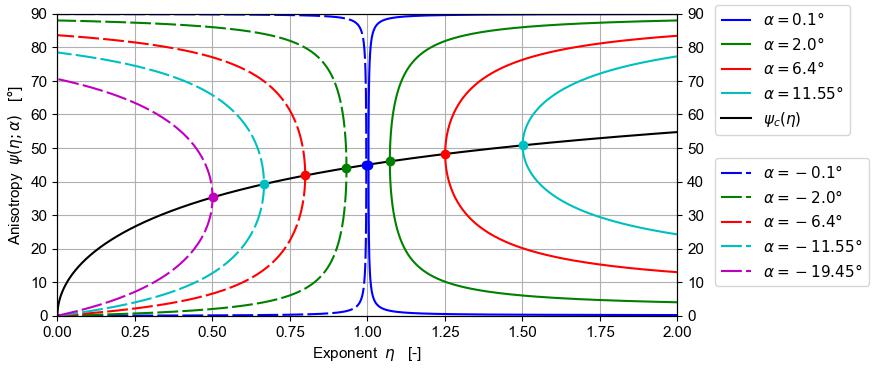 90
80
70
60
50
40
30
20
10
0
Anisotropy ψ(η; α) [°]
90
80
70
60
50
40
30
20
10
0
0.00 0.25 0.50 0.75 1.00 1.25 1.50 1.75 2.00
Exponent η [-]
α = 0.1°
α = 2.0°
α = 6.4°
α = 11.55°
ψc(η)
α = −0.1°
α = −2.0°
α = −6.4°
α = −11.55°
α = −19.45°